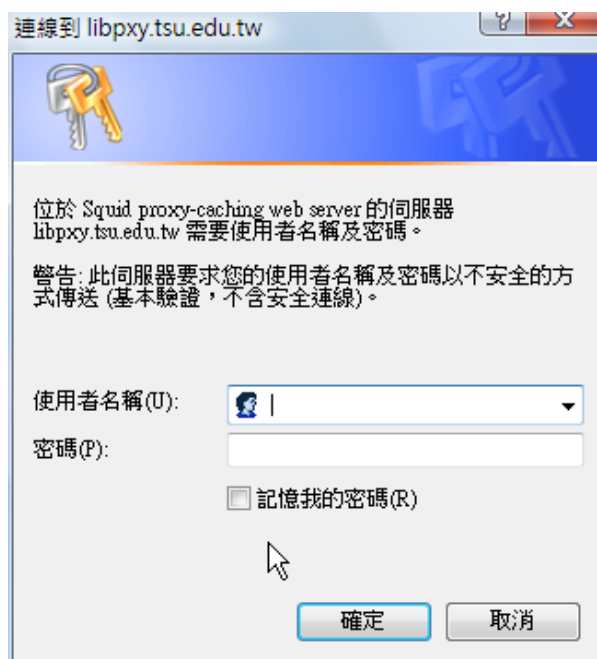 連線到 libpxy.tsu.edu.tw
位於 Squid proxy-caching web server 的伺服器
libpxy.tsu.edu.tw 需要使用者名稱及密碼。
警告: 此伺服器要求您的使用者名稱及密碼以不安全的方
式傳送 (基本驗證，不含安全連線)。
使用者名稱(U):
密碼(P):
記憶我的密碼(R)
確定
取消